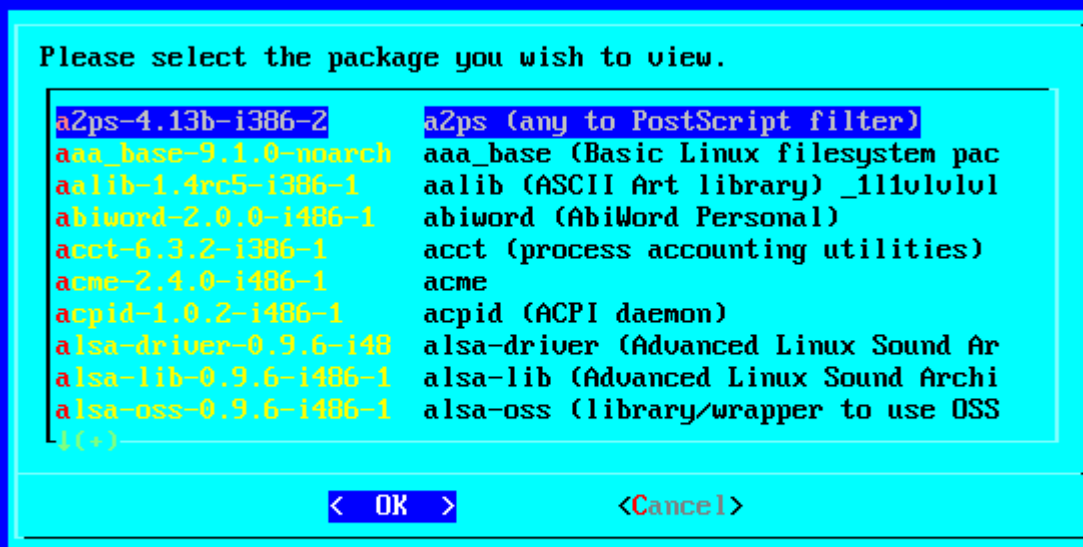 Please select the package you wish to view.
a2ps-4.13b-i386-2 a2ps (any to PostScript filter)
aaa_base-9.1.0-noarch aaa_base (Basic Linux filesystem pac
aalib-1.4rc5-i386-1 aalib (ASCII Art library) _1l1vlvlvl
abiword-2.0.0-i486-1 abiword (AbiWord Personal)
acct-6.3.2-i386-1 acct (process accounting utilities)
acme-2.4.0-i486-1 acme
acpid-1.0.2-i486-1 acpid (ACPI daemon)
alsa-driver-0.9.6-i48 alsa-driver (Advanced Linux Sound Ar
alsa-lib-0.9.6-i486-1 alsa-lib (Advanced Linux Sound Archi
alsa-oss-0.9.6-i486-1 alsa-oss (library/wrapper to use OSS
↓(+)
< OK > <Cancel>